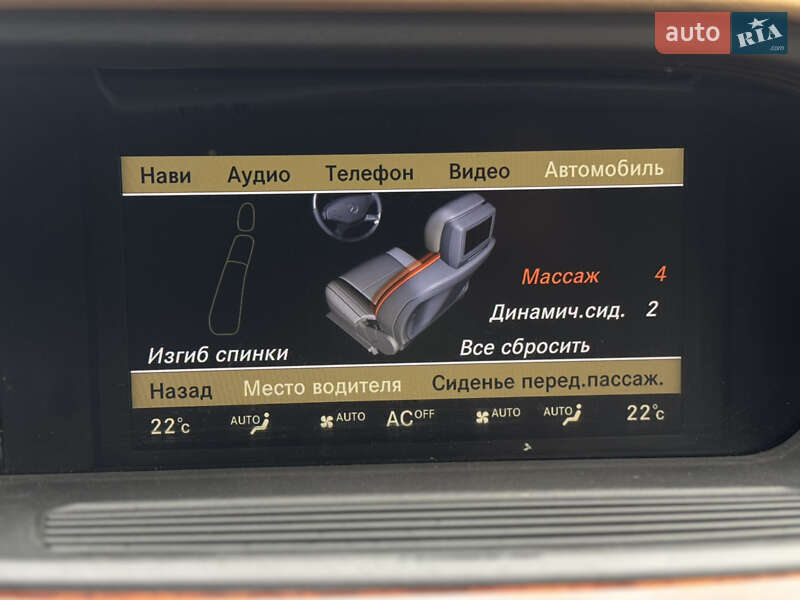 auto RIA .com
Нави Аудио Телефон Видео Автомобиль
Массаж 4
Динамич.сид. 2
Изгиб спинки Все сбросить
Назад Место водителя Сиденье перед.пассаж.
22°c AUTO AUTO AC OFF AUTO AUTO 22°c